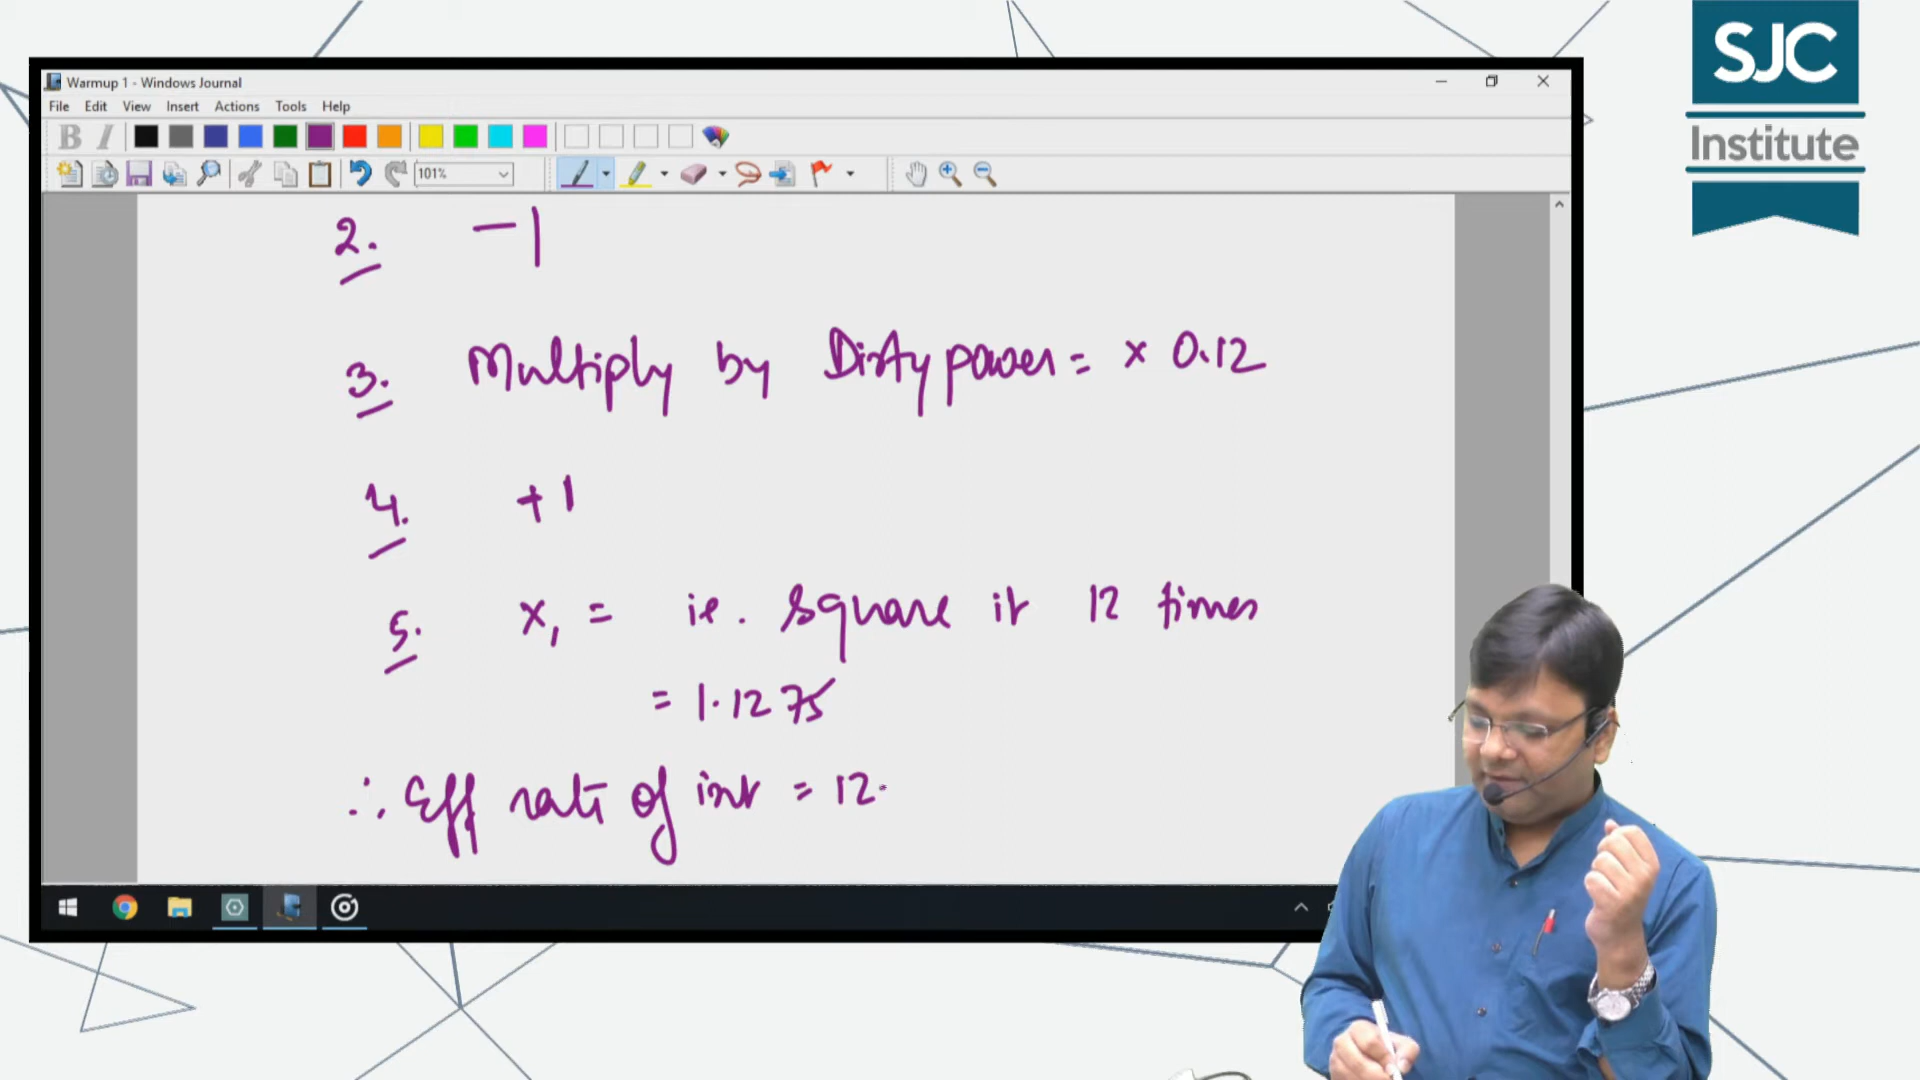 SJC
Institute
Warmup 1 - Windows Journal
File Edit View Insert Actions Tools Help
B I
101%
2. -1
3. Multiply by Dirty power = x 0.12
4. +1
5. x, = ie. Square it 12 times
= 1.1275
∴ Eff rate of int = 12.